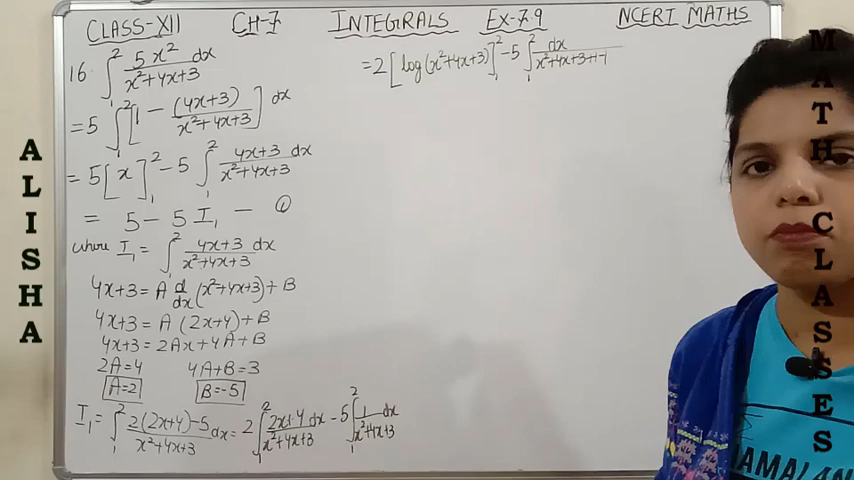 CLASS-XII CH-7 INTEGRALS EX-7.9 NCERT MATHS
16. ∫₁² 5x² dx / (x²+4x+3)
= 5 ∫₁² [1 - (4x+3) / (x²+4x+3)] dx
= 5[x]₁² - 5 ∫₁² (4x+3 dx) / (x²+4x+3)
= 5 - 5 I₁ - ①
where I₁ = ∫₁² (4x+3) / (x²+4x+3) dx
4x+3 = A d/dx (x²+4x+3) + B
4x+3 = A (2x+4) + B
4x+3 = 2Ax+4A+B
2A=4 4A+B=3
A=2 B=-5
I₁ = ∫₁² (2(2x+4)-5) / (x²+4x+3) dx = 2 ∫₁² (2x+4 dx) / (x²+4x+3) - 5 ∫₁² 1 / (x²+4x+3) dx
= 2 [log(x²+4x+3)]₁² - 5 ∫₁² dx / (x²+4x+3+1-1)
ALISHA
MATH CLASSES